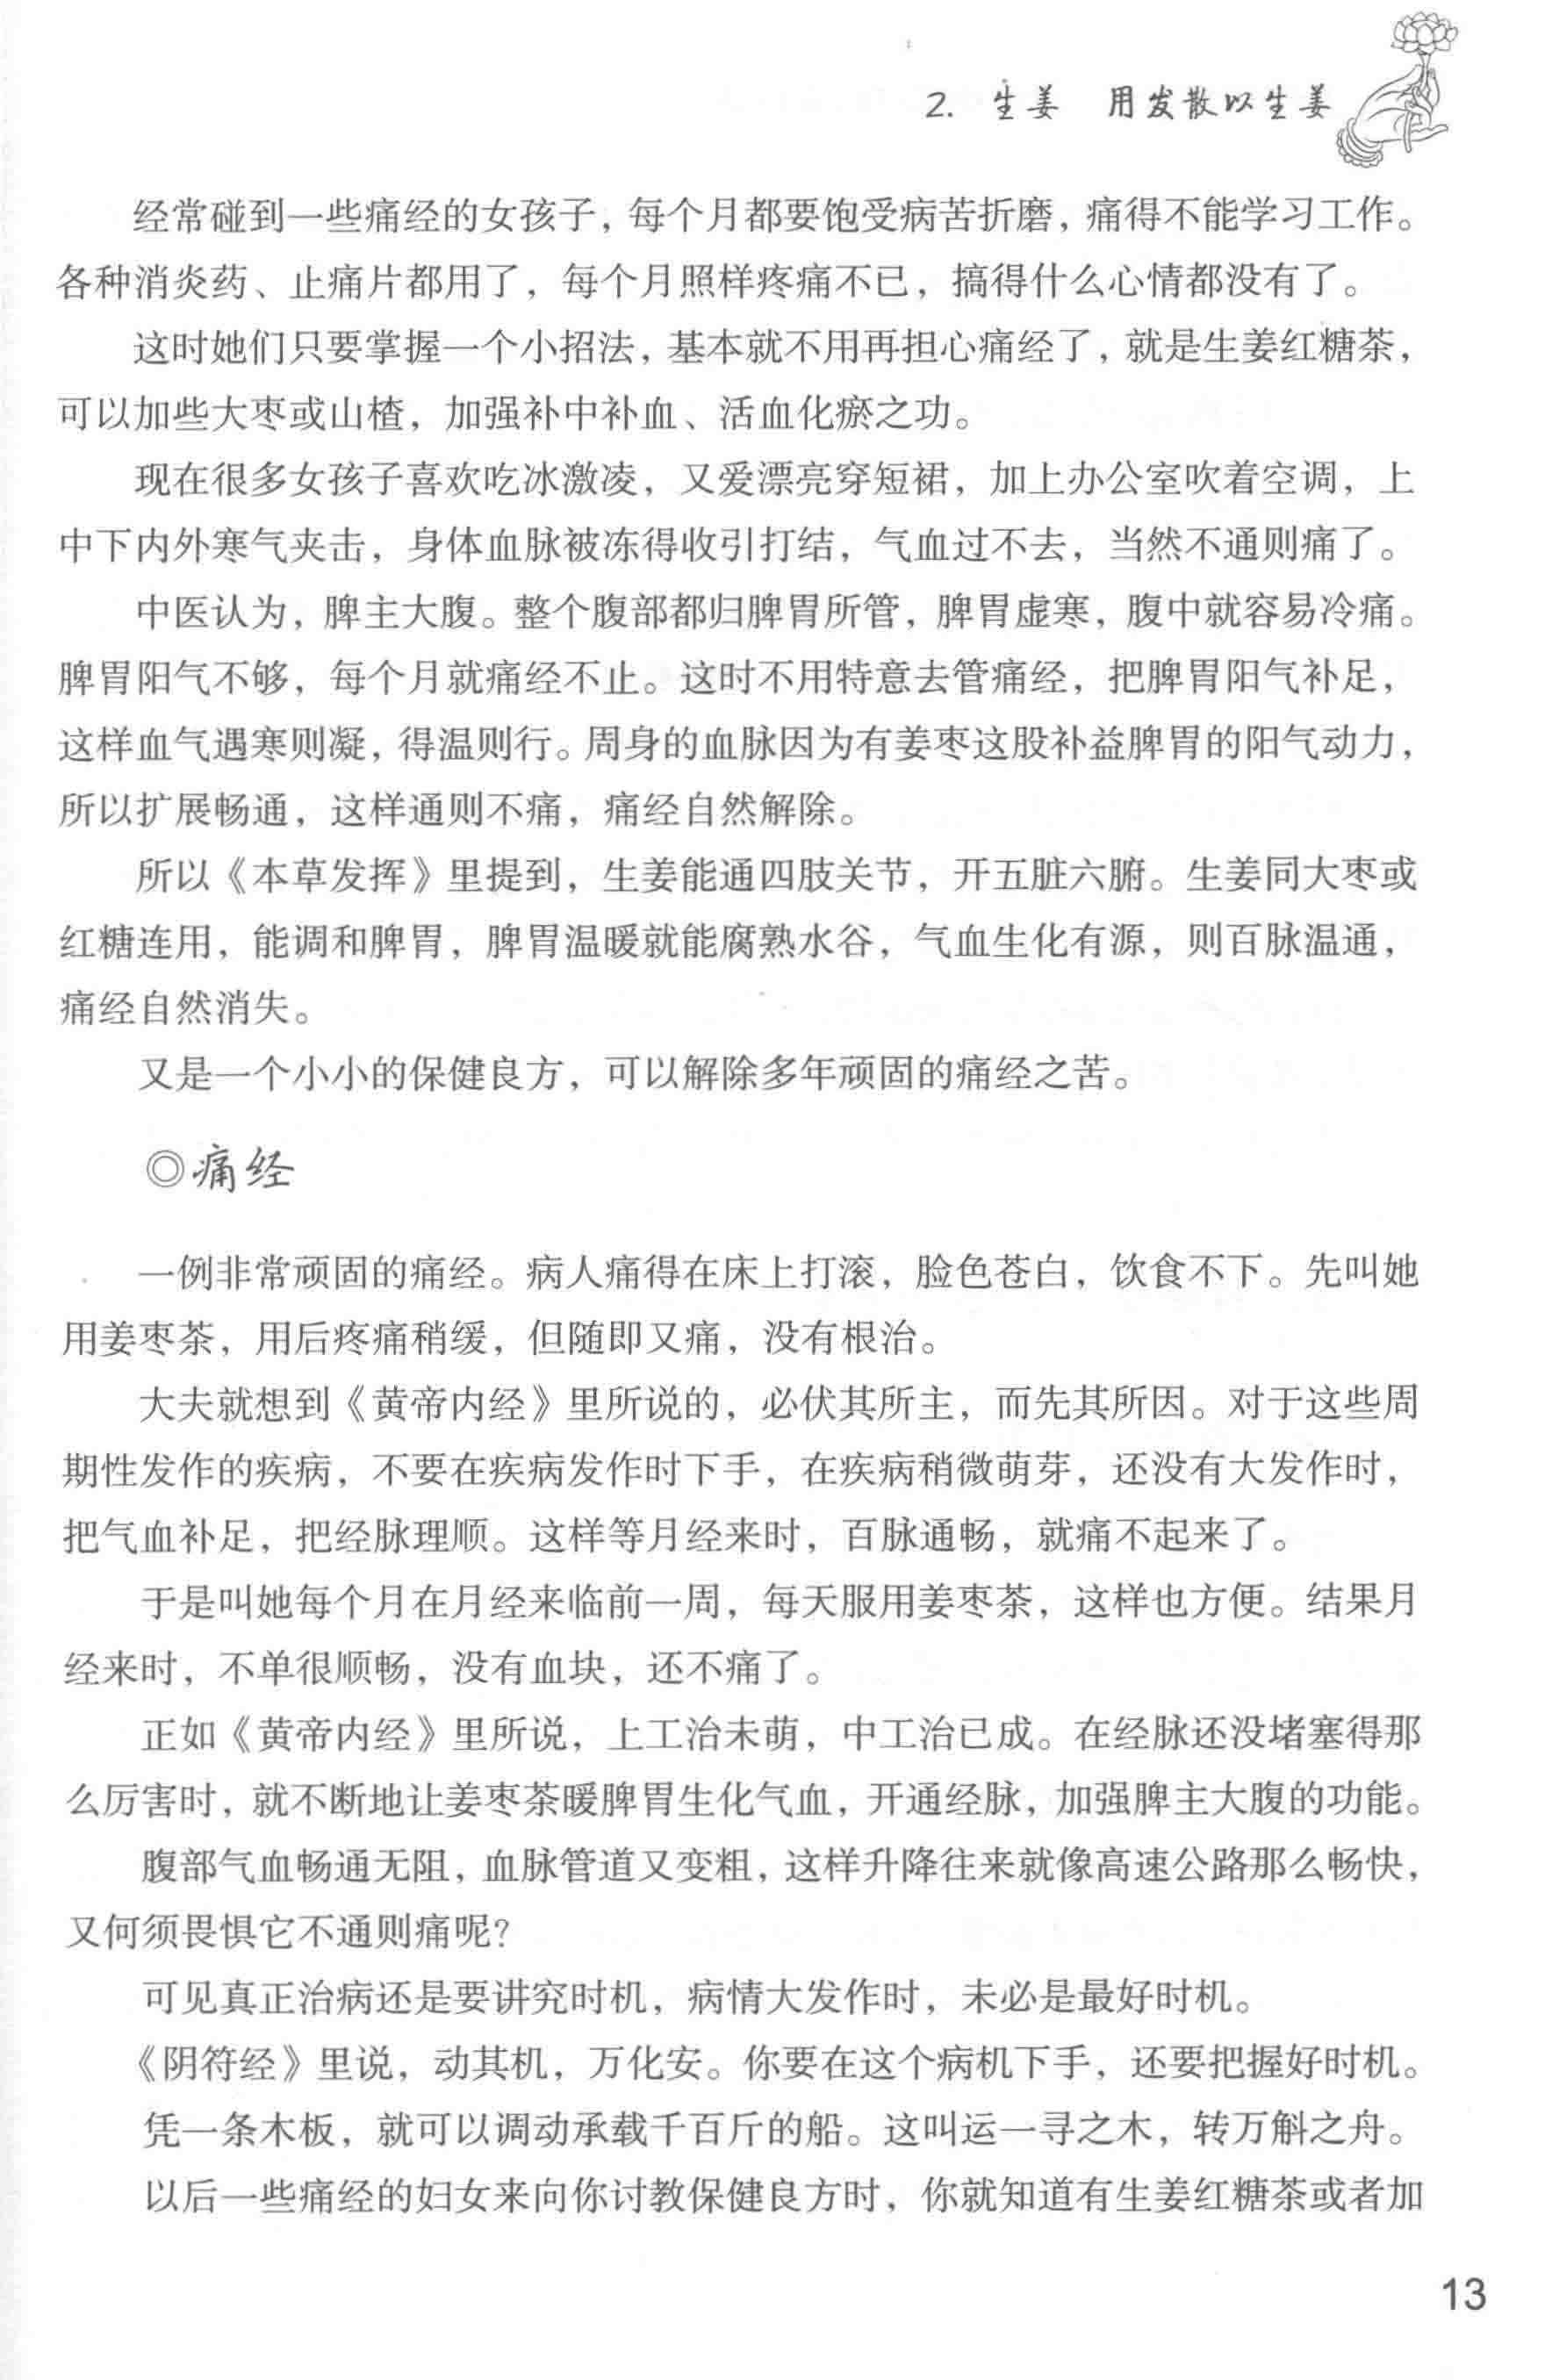 2. 生姜 用发散以生姜
经常碰到一些痛经的女孩子，每个月都要饱受病苦折磨，痛得不能学习工作。
各种消炎药、止痛片都用了，每个月照样疼痛不已，搞得什么心情都没有了。
这时她们只要掌握一个小招法，基本就不用再担心痛经了，就是生姜红糖茶，
可以加些大枣或山楂，加强补中补血、活血化瘀之功。
现在很多女孩子喜欢吃冰激凌，又爱漂亮穿短裙，加上办公室吹着空调，上
中下内外寒气夹击，身体血脉被冻得收引打结，气血过不去，当然不通则痛了。
中医认为，脾主大腹。整个腹部都归脾胃所管，脾胃虚寒，腹中就容易冷痛。
脾胃阳气不够，每个月就痛经不止。这时不用特意去管痛经，把脾胃阳气补足，
这样血气遇寒则凝，得温则行。周身的血脉因为有姜枣这股补益脾胃的阳气动力，
所以扩展畅通，这样通则不痛，痛经自然解除。
所以《本草发挥》里提到，生姜能通四肢关节，开五脏六腑。生姜同大枣或
红糖连用，能调和脾胃，脾胃温暖就能腐熟水谷，气血生化有源，则百脉温通，
痛经自然消失。
又是一个小小的保健良方，可以解除多年顽固的痛经之苦。
◎痛经
一例非常顽固的痛经。病人痛得在床上打滚，脸色苍白，饮食不下。先叫她
用姜枣茶，用后疼痛稍缓，但随即又痛，没有根治。
大夫就想到《黄帝内经》里所说的，必伏其所主，而先其所因。对于这些周
期性发作的疾病，不要在疾病发作时下手，在疾病稍微萌芽，还没有大发作时，
把气血补足，把经脉理顺。这样等月经来时，百脉通畅，就痛不起来了。
于是叫她每个月在月经来临前一周，每天服用姜枣茶，这样也方便。结果月
经来时，不单很顺畅，没有血块，还不痛了。
正如《黄帝内经》里所说，上工治未萌，中工治已成。在经脉还没堵塞得那
么厉害时，就不断地让姜枣茶暖脾胃生化气血，开通经脉，加强脾主大腹的功能。
腹部气血畅通无阻，血脉管道又变粗，这样升降往来就像高速公路那么畅快，
又何须畏惧它不通则痛呢？
可见真正治病还是要讲究时机，病情大发作时，未必是最好时机。
《阴符经》里说，动其机，万化安。你要在这个病机下手，还要把握好时机。
凭一条木板，就可以调动承载千百斤的船。这叫运一寻之木，转万斛之舟。
以后一些痛经的妇女来向你讨教保健良方时，你就知道有生姜红糖茶或者加
13